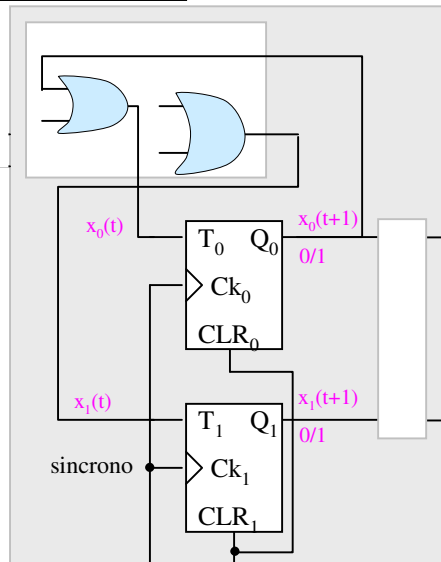 x₀(t)
x₀(t+1)
T₀
Q₀
0/1
Ck₀
CLR₀
x₁(t)
x₁(t+1)
T₁
Q₁
0/1
sincrono
Ck₁
CLR₁